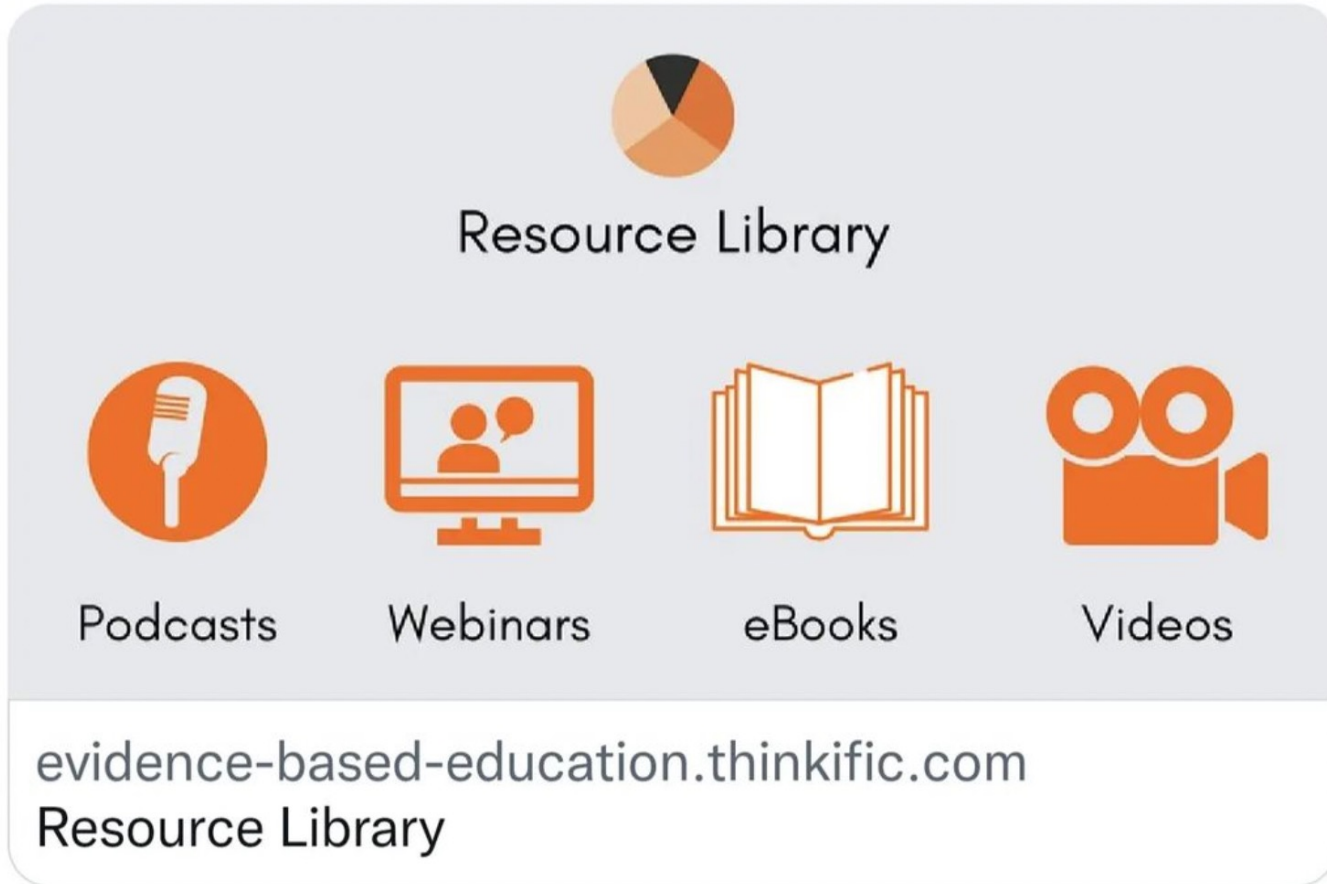 Resource Library
Podcasts Webinars eBooks Videos
evidence-based-education.thinkific.com
Resource Library